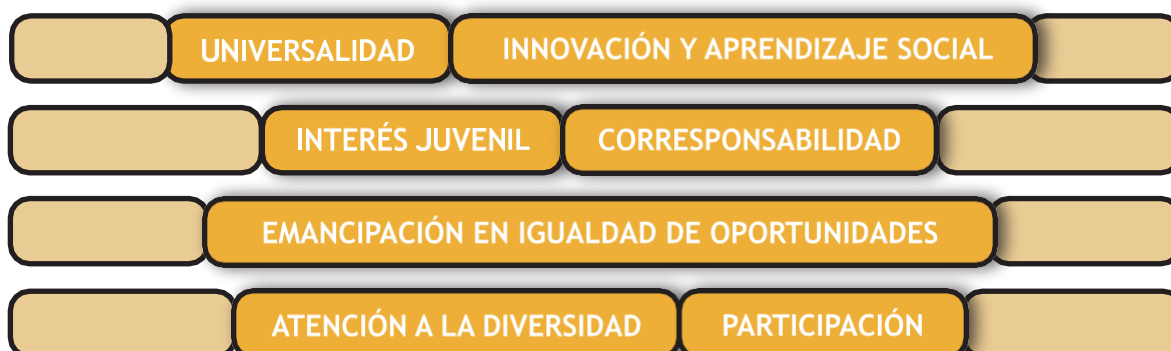 UNIVERSALIDAD INNOVACIÓN Y APRENDIZAJE SOCIAL
INTERÉS JUVENIL CORRESPONSABILIDAD
EMANCIPACIÓN EN IGUALDAD DE OPORTUNIDADES
ATENCIÓN A LA DIVERSIDAD PARTICIPACIÓN